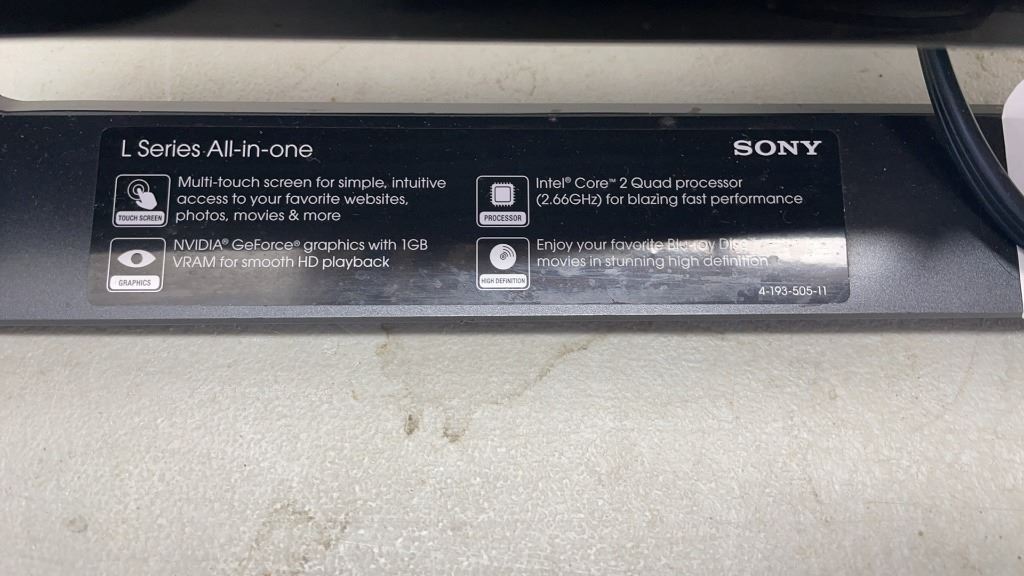 L Series All-in-one
SONY
TOUCH SCREEN
Multi-touch screen for simple, intuitive
access to your favorite websites,
photos, movies & more
PROCESSOR
Intel® Core™ 2 Quad processor
(2.66GHz) for blazing fast performance
GRAPHICS
NVIDIA® GeForce® graphics with 1GB
VRAM for smooth HD playback
HIGH DEFINITION
Enjoy your favorite Blu-ray Disc
movies in stunning high definition
4-193-505-11